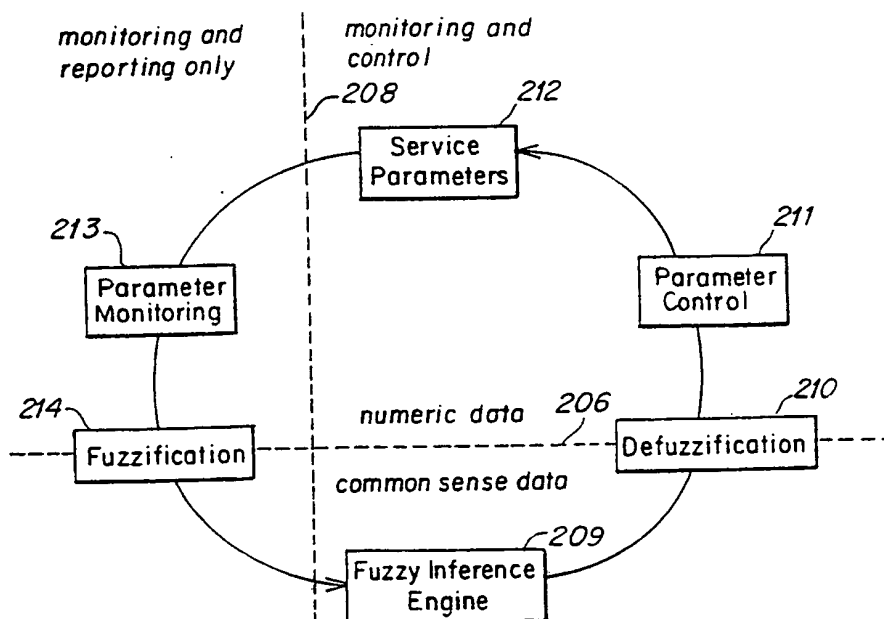 monitoring and
reporting only
monitoring and
control
208
212
Service
Parameters
213
211
Parameter
Monitoring
Parameter
Control
214
numeric data
206
210
Fuzzification
Defuzzification
common sense data
209
Fuzzy Inference
Engine